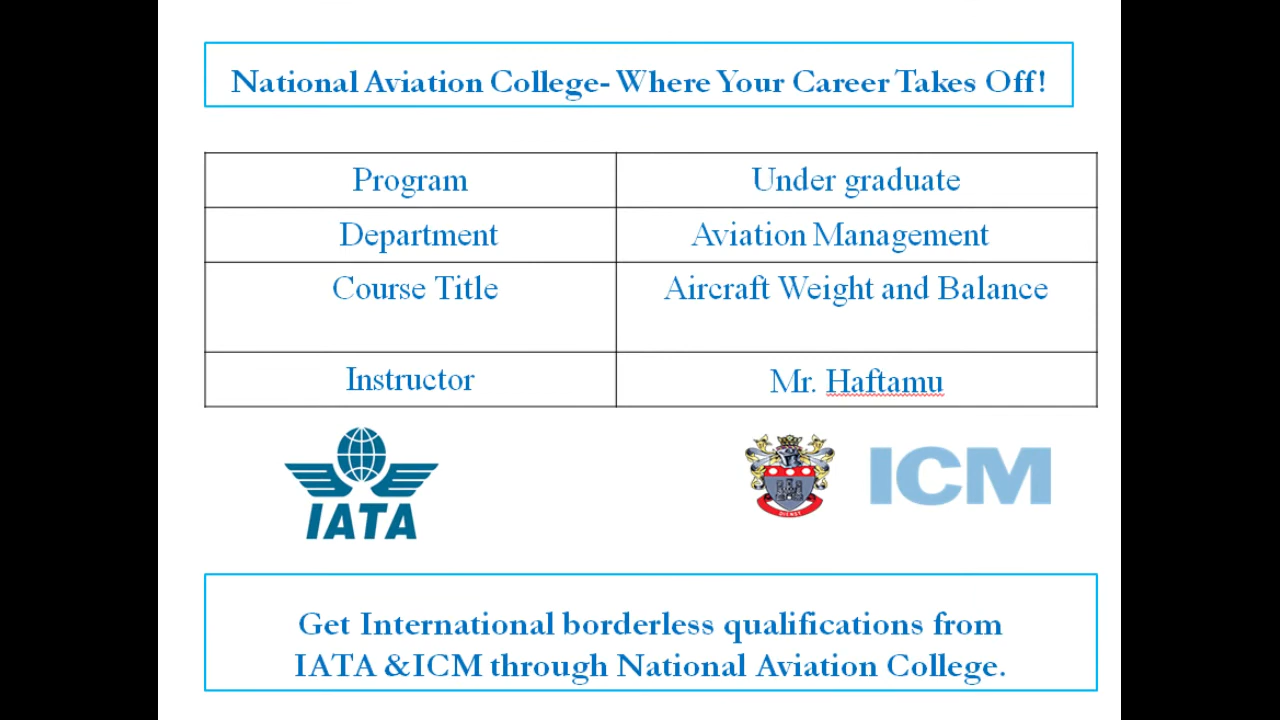 National Aviation College- Where Your Career Takes Off!
Program Under graduate
Department Aviation Management
Course Title Aircraft Weight and Balance
Instructor Mr. Haftamu
IATA
ICM
Get International borderless qualifications from
IATA &ICM through National Aviation College.